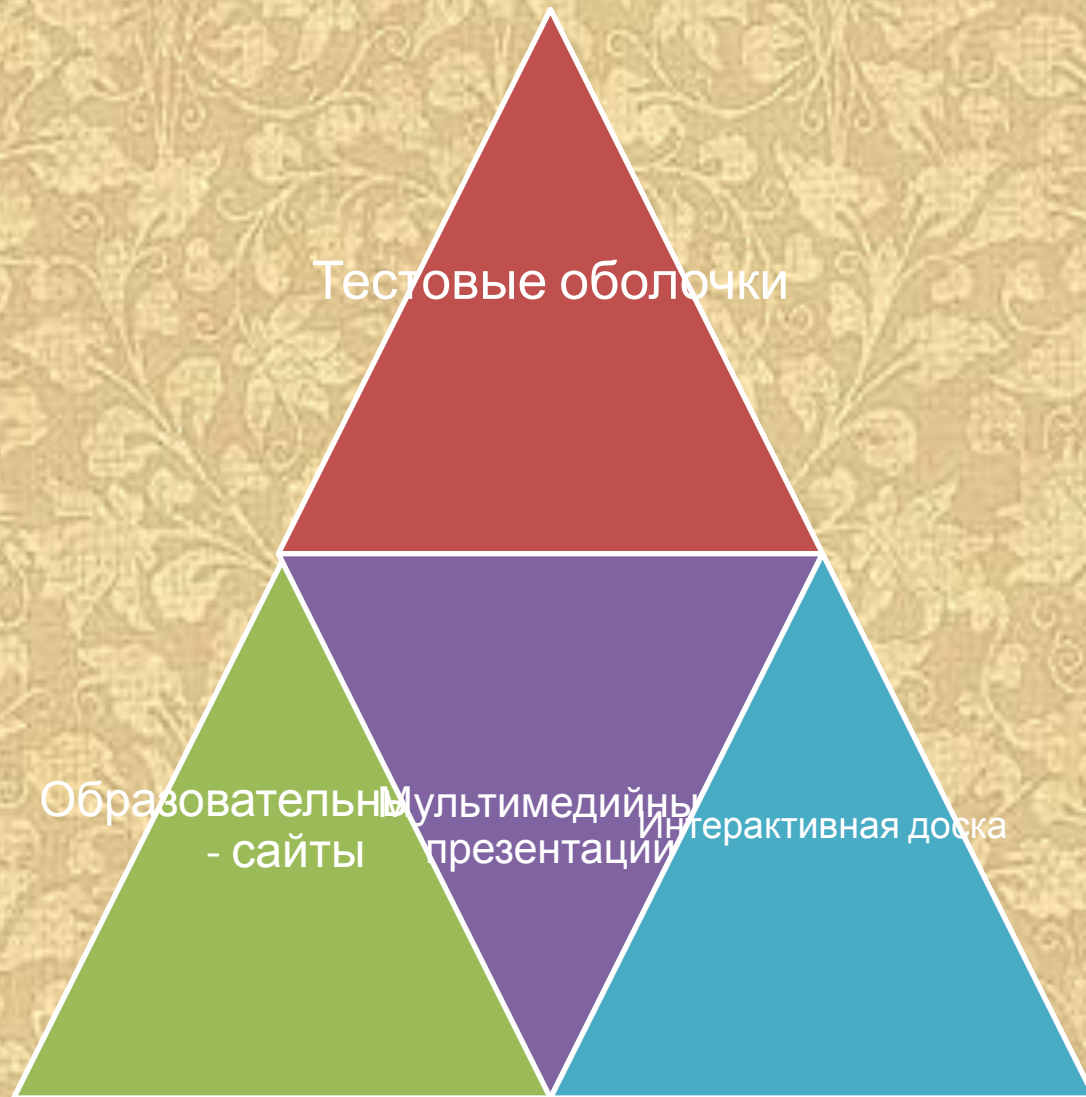 Тестовые оболочки
Образовательны
- сайты
Мультимедийны
презентации
Интерактивная доска